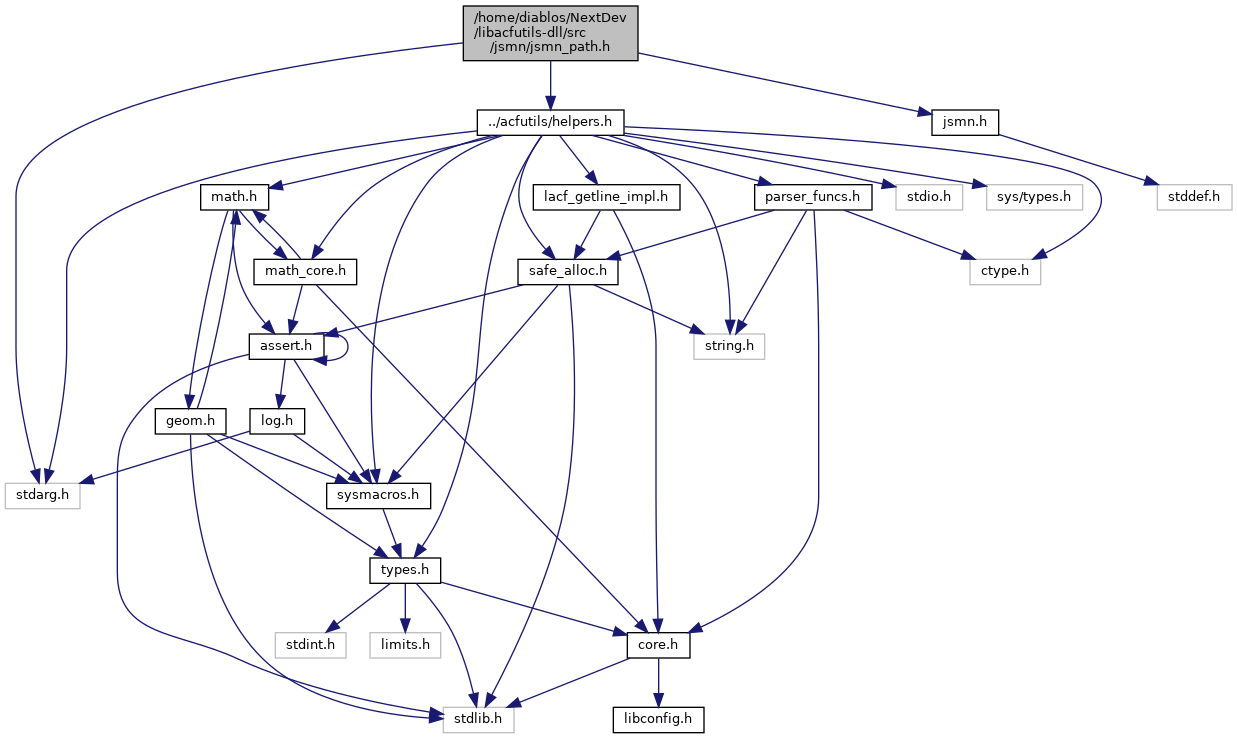 /home/diablos/NextDev
/libacfutils-dll/src
/jsmn/jsmn_path.h
../acfutils/helpers.h
jsmn.h
math.h
lacf_getline_impl.h
parser_funcs.h
stdio.h
sys/types.h
stddef.h
math_core.h
safe_alloc.h
ctype.h
assert.h
string.h
geom.h
log.h
stdarg.h
sysmacros.h
types.h
stdint.h
limits.h
core.h
stdlib.h
libconfig.h